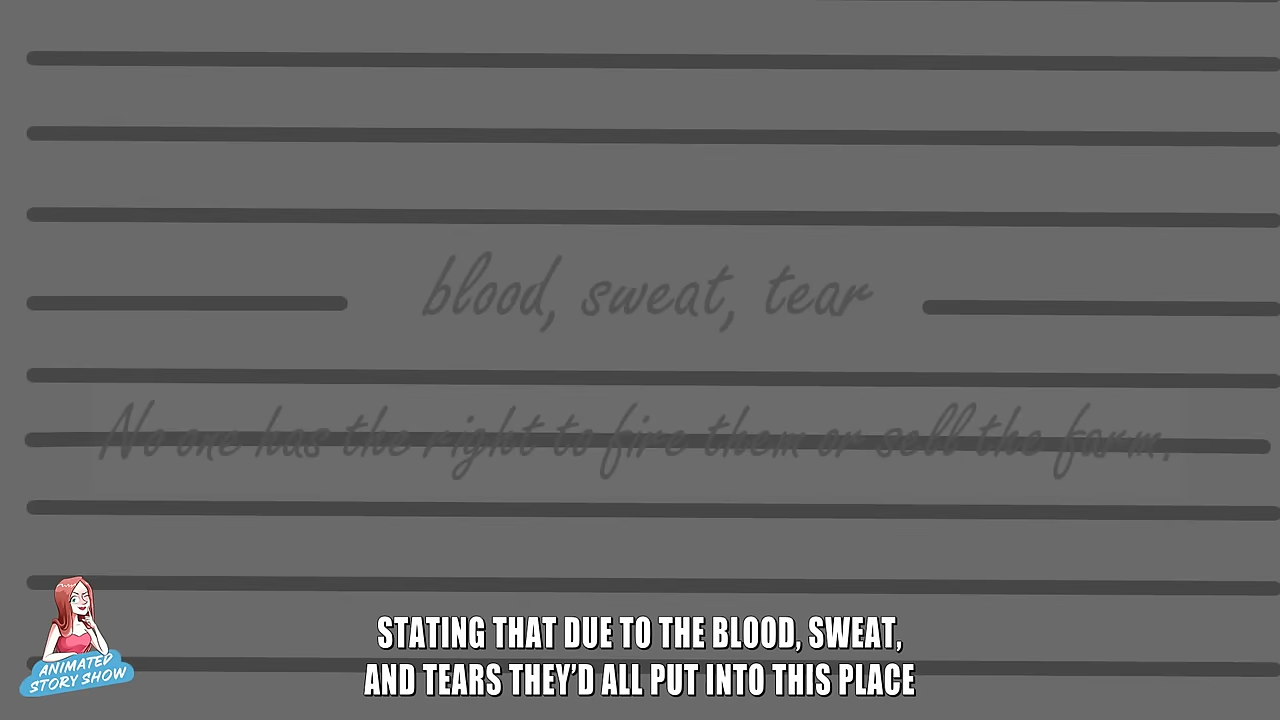 blood, sweat, tear
No one has the right to fire them or sell the farm.
STATING THAT DUE TO THE BLOOD, SWEAT,
AND TEARS THEY'D ALL PUT INTO THIS PLACE
ANIMATED
STORY SHOW